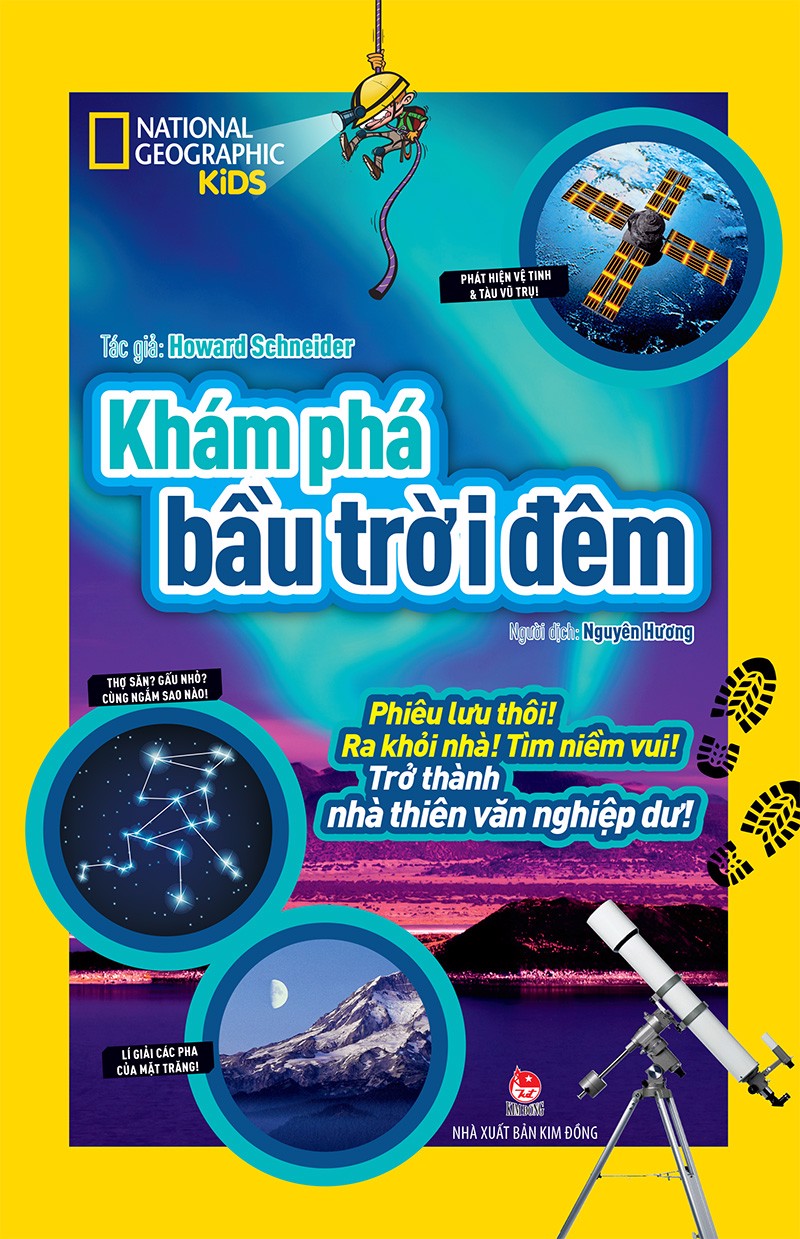 NATIONAL
GEOGRAPHIC
KiDS
PHÁT HIỆN VỆ TINH
& TÀU VŨ TRỤ!
Tác giả: Howard Schneider
Khám phá
bầu trời đêm
Người dịch: Nguyên Hương
THỢ SĂN? GẤU NHỎ?
CÙNG NGẮM SAO NÀO!
Phiêu lưu thôi!
Ra khỏi nhà! Tìm niềm vui!
Trở thành
nhà thiên văn nghiệp dư!
LÍ GIẢI CÁC PHA
CỦA MẶT TRĂNG!
KIM ĐỒNG
NHÀ XUẤT BẢN KIM ĐỒNG